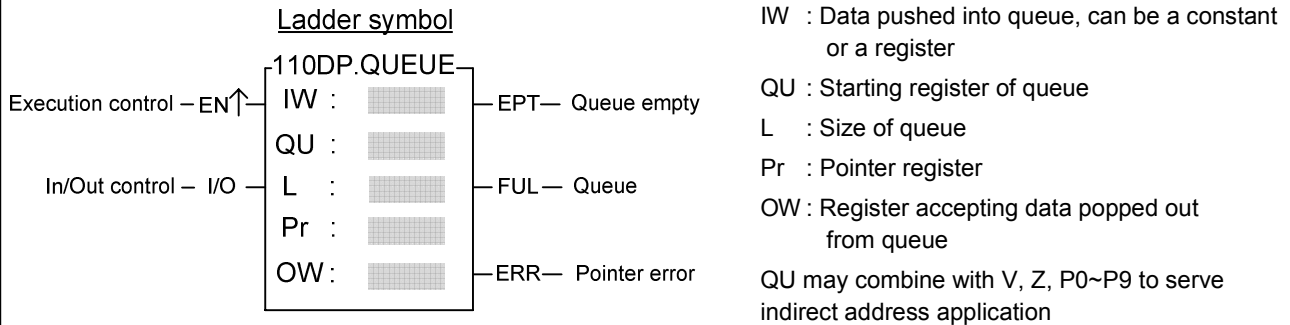 Ladder symbol
110DP.QUEUE
Execution control – EN↑
IW :
EPT — Queue empty
QU :
In/Out control – I/O
L :
FUL — Queue
Pr :
OW :
ERR — Pointer error
IW : Data pushed into queue, can be a constant
or a register
QU : Starting register of queue
L : Size of queue
Pr : Pointer register
OW : Register accepting data popped out
from queue
QU may combine with V, Z, P0~P9 to serve
indirect address application